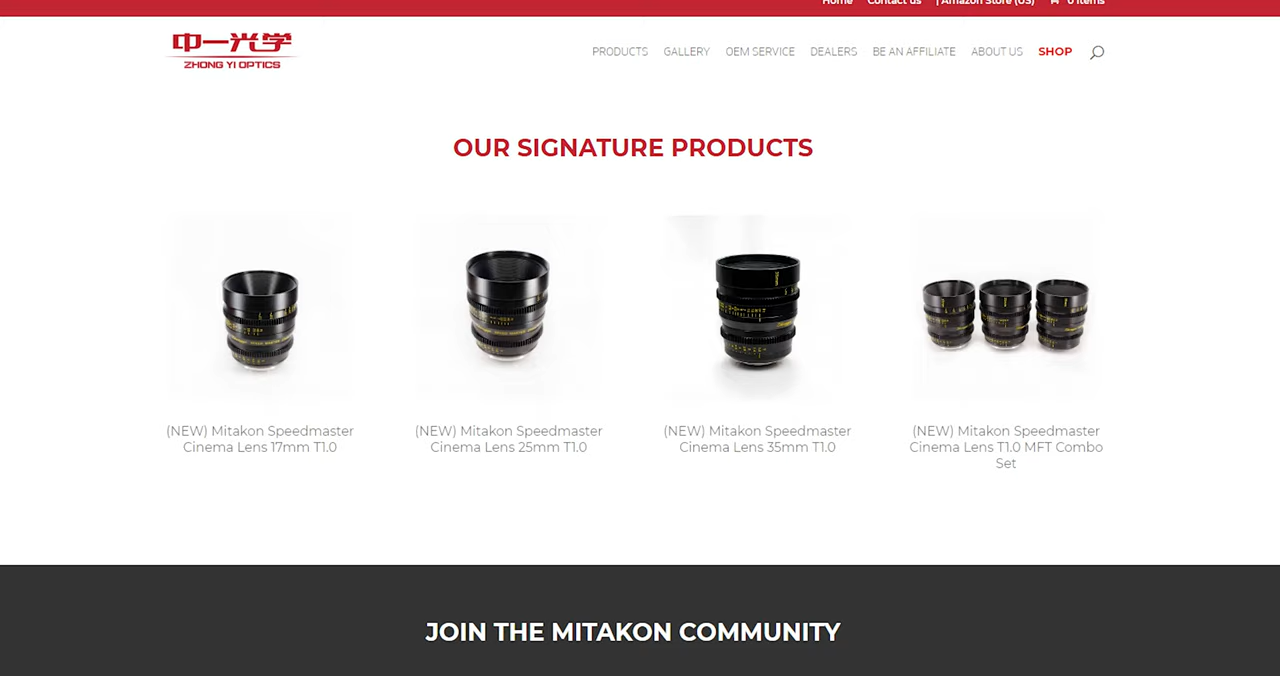 Home Contact us | Amazon Store (US) 0 Items
中一光学
ZHONG YI OPTICS
PRODUCTS GALLERY OEM SERVICE DEALERS BE AN AFFILIATE ABOUT US SHOP
OUR SIGNATURE PRODUCTS
(NEW) Mitakon Speedmaster
Cinema Lens 17mm T1.0
(NEW) Mitakon Speedmaster
Cinema Lens 25mm T1.0
(NEW) Mitakon Speedmaster
Cinema Lens 35mm T1.0
(NEW) Mitakon Speedmaster
Cinema Lens T1.0 MFT Combo
Set
JOIN THE MITAKON COMMUNITY